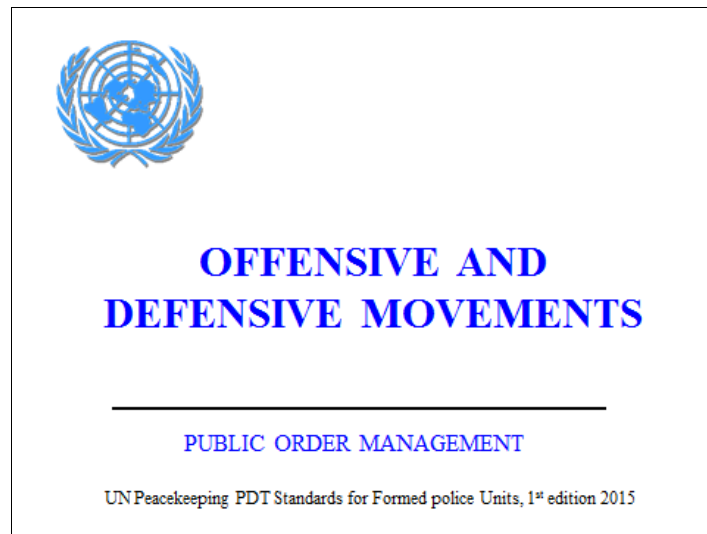 OFFENSIVE AND
DEFENSIVE MOVEMENTS
PUBLIC ORDER MANAGEMENT
UN Peacekeeping PDT Standards for Formed police Units, 1st edition 2015